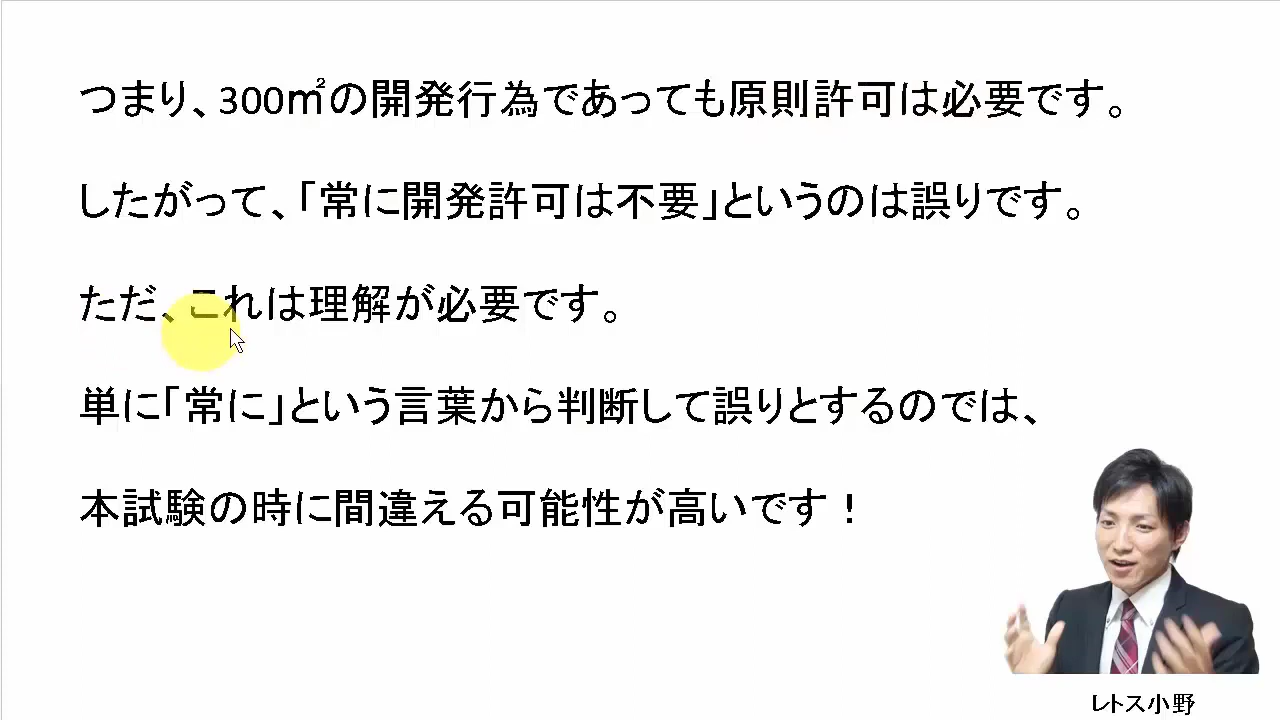 つまり、300㎡の開発行為であっても原則許可は必要です。
したがって、「常に開発許可は不要」というのは誤りです。
ただ、これは理解が必要です。
単に「常に」という言葉から判断して誤りとするのでは、
本試験の時に間違える可能性が高いです！
レトス小野